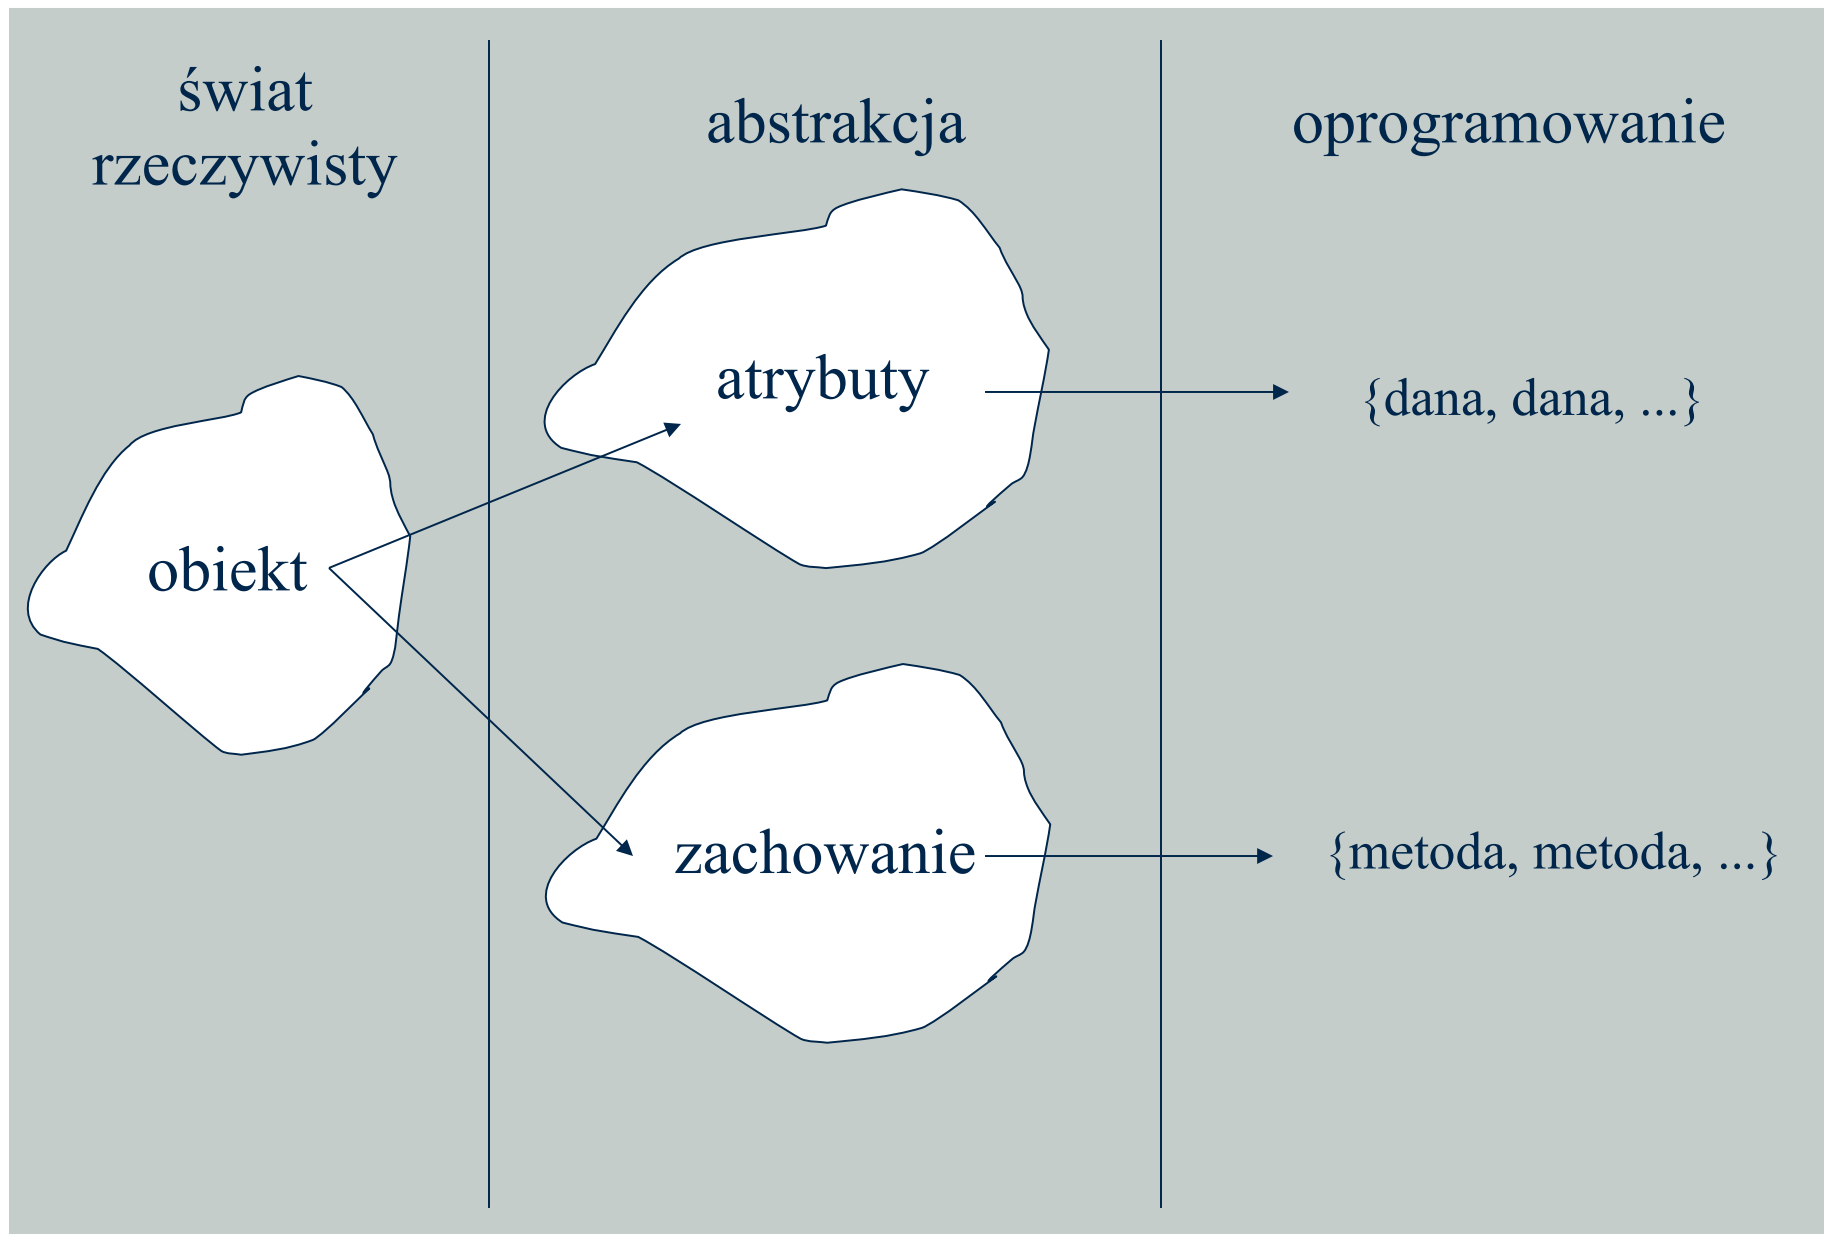 świat
rzeczywisty
abstrakcja
oprogramowanie
atrybuty
{dana, dana, ...}
obiekt
zachowanie
{metoda, metoda, ...}